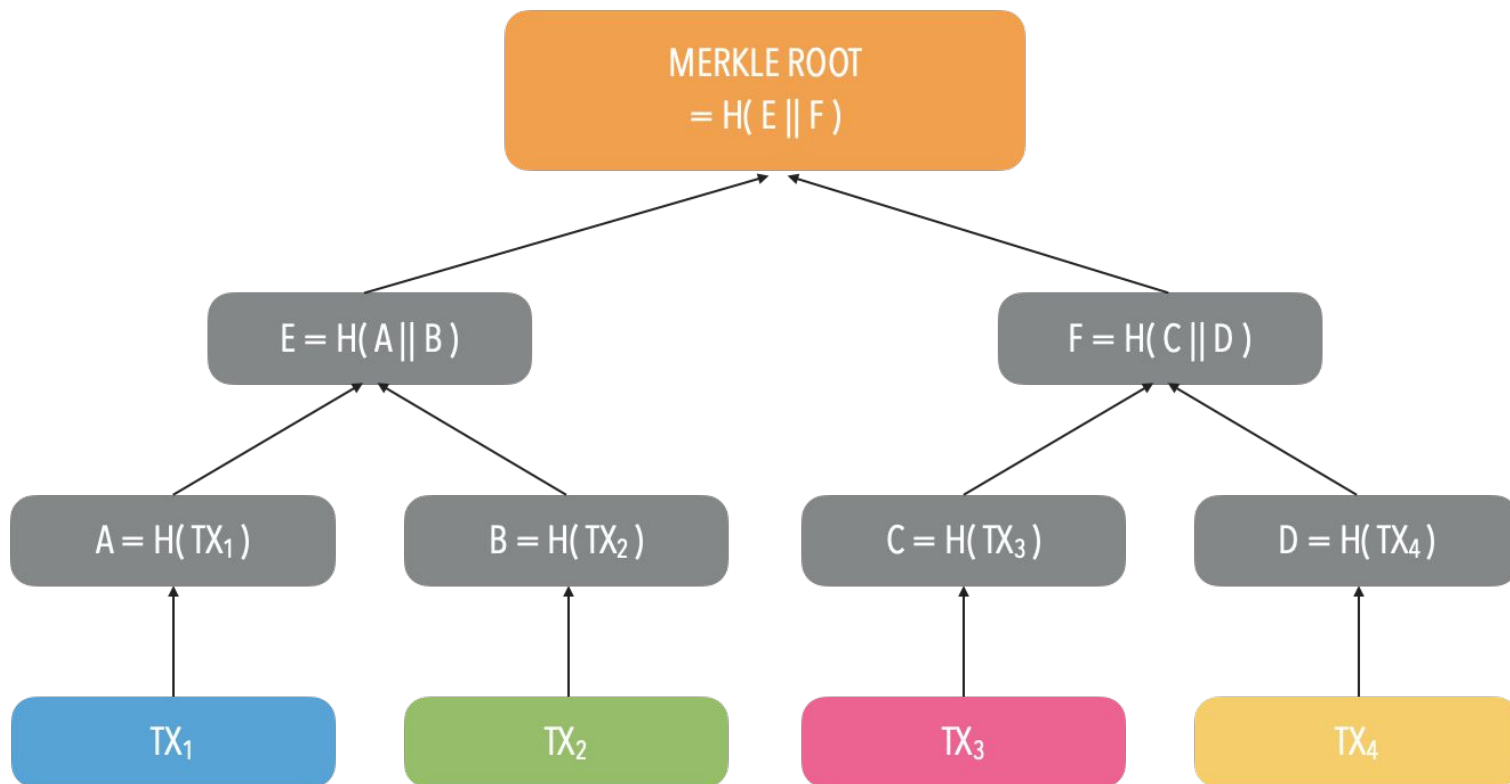 MERKLE ROOT
= H( E || F )
E = H( A || B )
F = H( C || D )
A = H( TX₁ )
B = H( TX₂ )
C = H( TX₃ )
D = H( TX₄ )
TX₁
TX₂
TX₃
TX₄